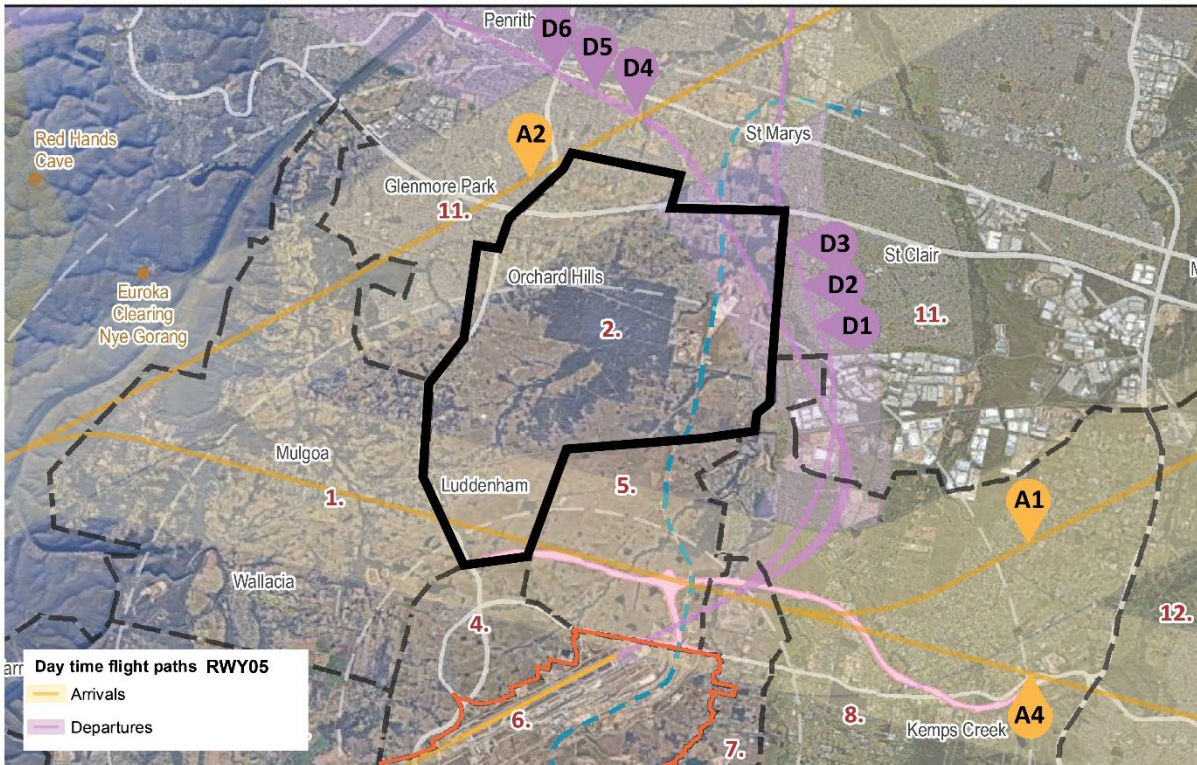 Penrith
D6
D5
D4
Red Hands
Cave
A2
St Marys
Glenmore Park
11.
D3
St Clair
Orchard Hills
D2
Euroka
Clearing
Nye Gorang
2.
11.
D1
Mulgoa
Luddenham
5.
1.
A1
Wallacia
4.
12.
Day time flight paths RWY05
Arrivals
Departures
6.
8.
7.
Kemps Creek
A4